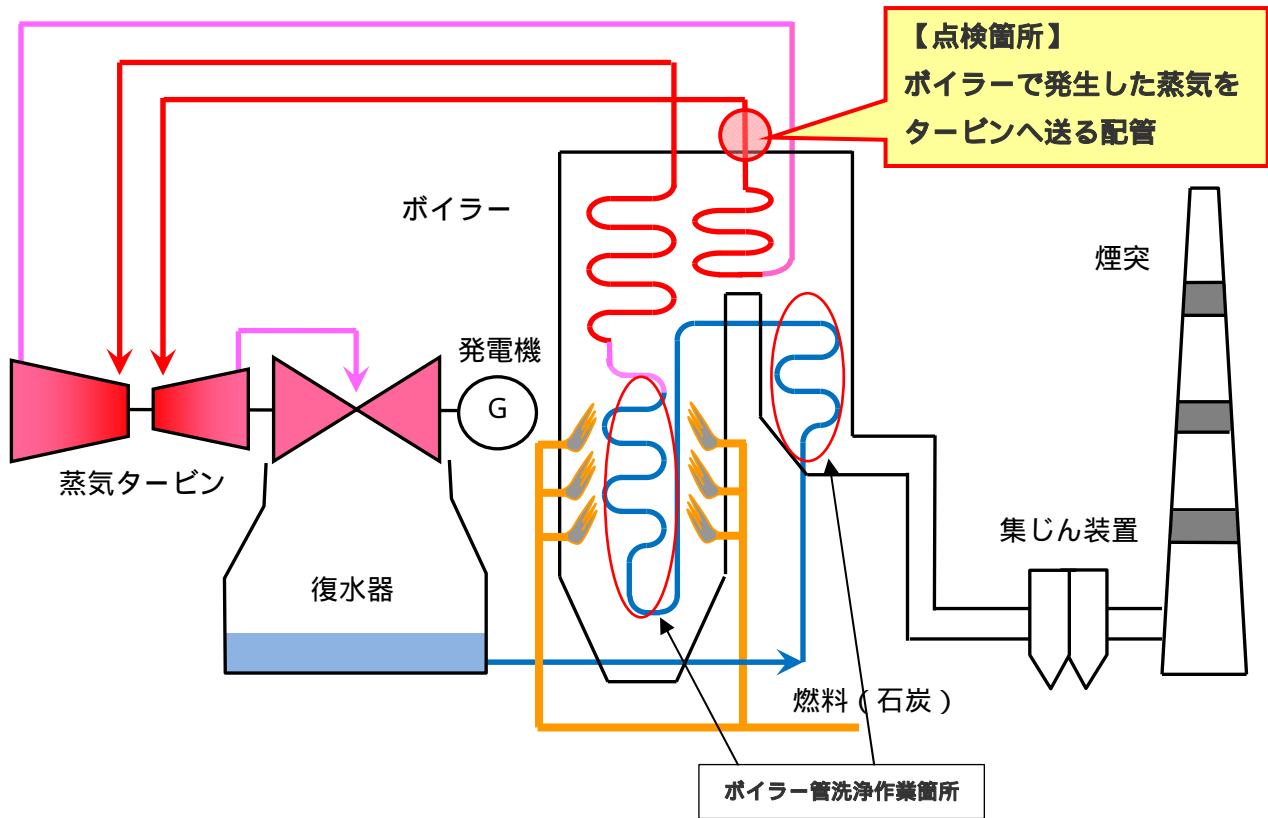 【点検箇所】
ボイラーで発生した蒸気を
タービンへ送る配管
ボイラー
煙突
発電機
G
蒸気タービン
集じん装置
復水器
燃料(石炭)
ボイラー管洗浄作業箇所